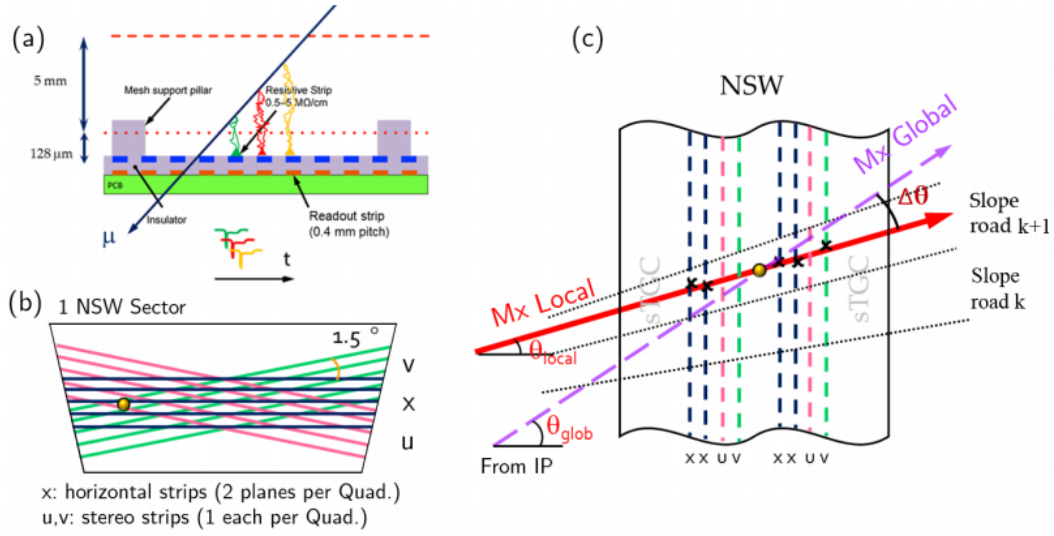 (a)
5 mm
Mesh support pillar
Resistive Strip
0.5–5 MΩ/cm
128 μm
PCB
Insulator
Readout strip
(0.4 mm pitch)
μ
t
(b)
1 NSW Sector
1.5 °
v
x
u
x: horizontal strips (2 planes per Quad.)
u,v: stereo strips (1 each per Quad.)
(c)
NSW
Mx Global
Δθ
Slope
road k+1
Slope
road k
sTGC
sTGC
Mx Local
θlocal
θglob
From IP
x x u v x x u v